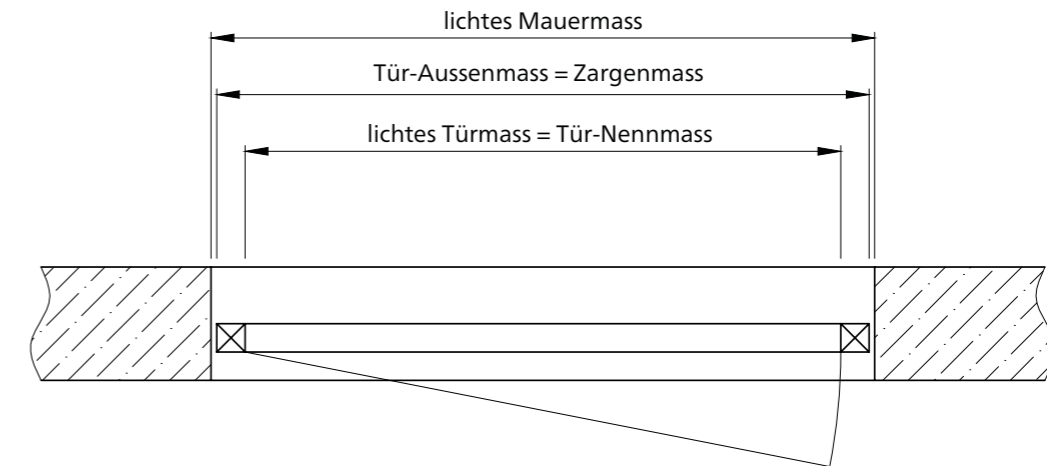 lichtes Mauermass
Tür-Aussenmass = Zargenmass
lichtes Türmass = Tür-Nennmass